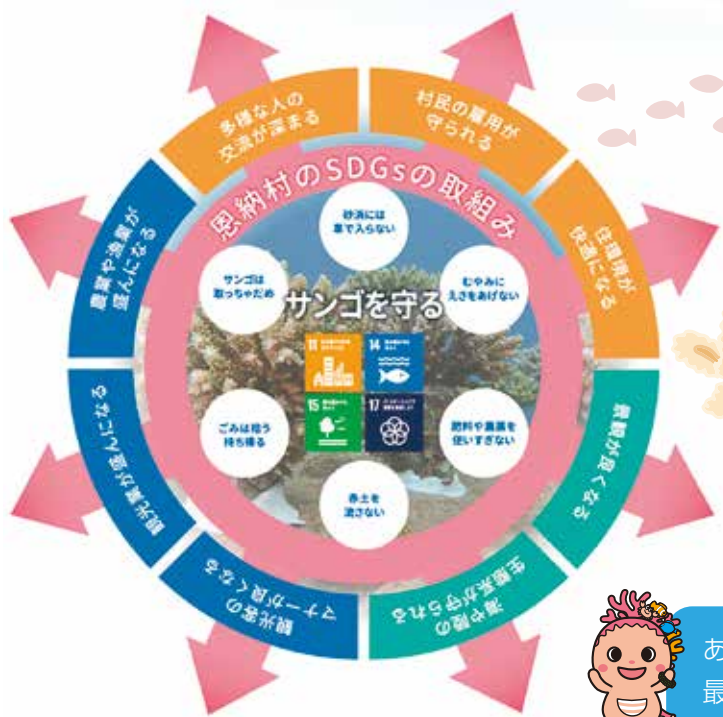 多様な人の
交流が深まる
村民の雇用が
守られる
住環境が
快適になる
景観が良くなる
海や陸の
生態系が守られる
観光客の
マナーが良くなる
観光業が盛んになる
農業や漁業が
盛んになる
恩納村のSDGsの取組み
砂浜には
車で入らない
むやみに
えさをあげない
肥料や農薬を
使いすぎない
赤土を
流さない
ごみは拾う
持ち帰る
サンゴは
取っちゃだめ
サンゴを守る
11
14
15
17
あ
最